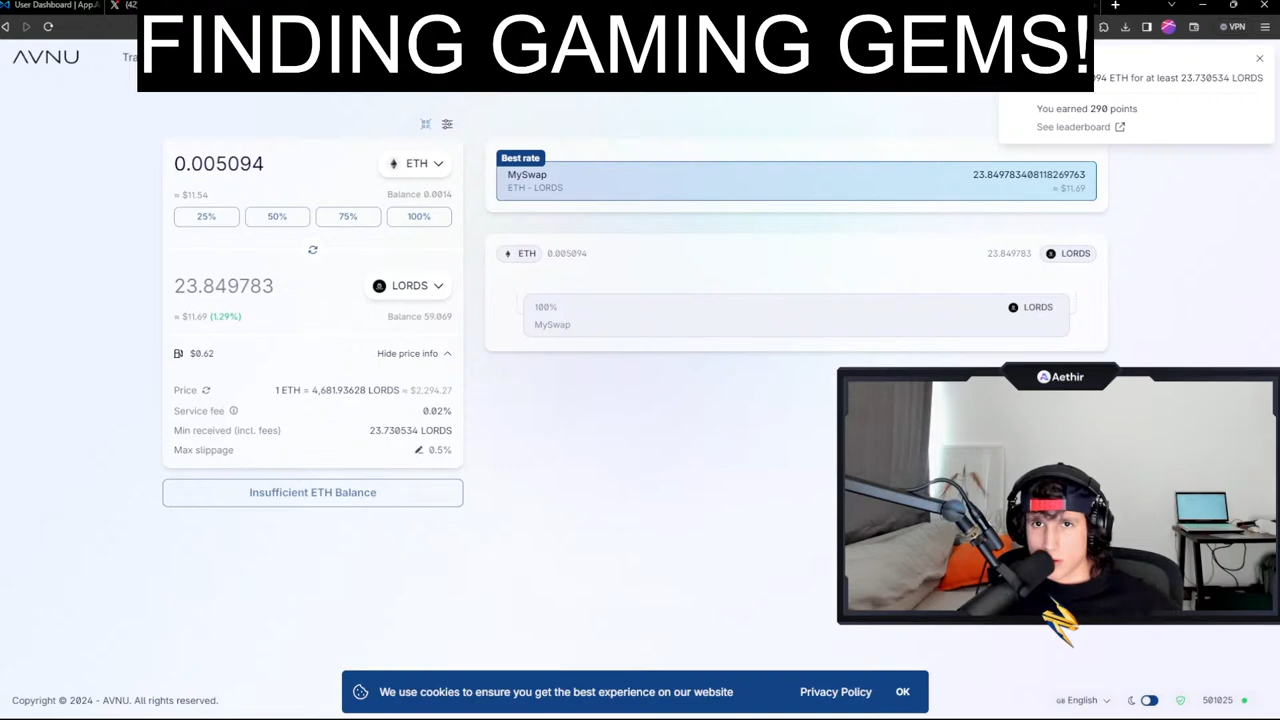 User Dashboard | App.A
(42
VPN
FINDING GAMING GEMS!
AVNU
Tra
094 ETH for at least 23.730534 LORDS
You earned 290 points
See leaderboard
0.005094
ETH
≈ $11.54
Balance 0.0014
25%
50%
75%
100%
23.849783
LORDS
≈ $11.69 (1.29%)
Balance 59.069
$0.62
Hide price info
Price
1 ETH = 4,681.93628 LORDS ≈ $2,294.27
Service fee
0.02%
Min received (incl. fees)
23.730534 LORDS
Max slippage
0.5%
Insufficient ETH Balance
Best rate
MySwap
23.849783408118269763
ETH - LORDS
≈ $11.69
ETH
0.005094
23.849783
LORDS
100%
LORDS
MySwap
Aethir
We use cookies to ensure you get the best experience on our website
Privacy Policy
OK
Copyright © 2024 - AVNU. All rights reserved.
GB English
501025